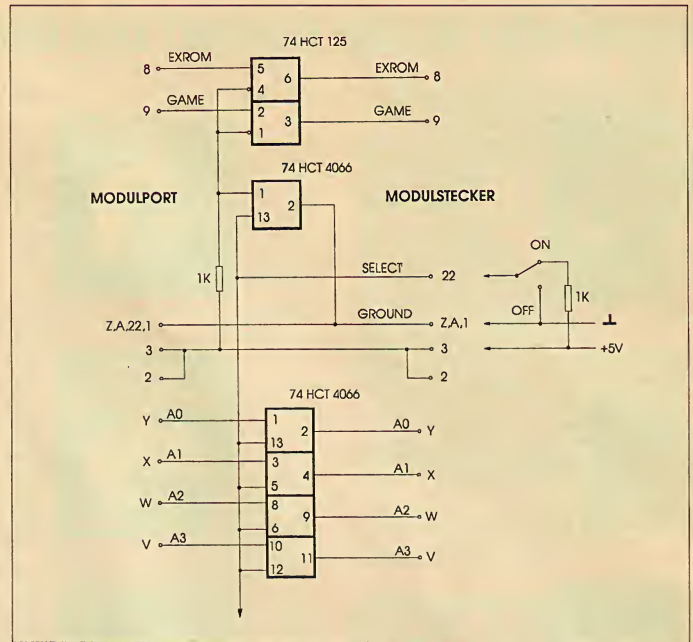 74 HCT 125
8 EXROM 5 6 EXROM 8
4
9 GAME 2 3 GAME 9
1
74 HCT 4066
MODULPORT 1 2 MODULSTECKER
13
ON
SELECT 22
1K 1K
OFF
Z,A,22,1 GROUND Z,A,1
3 3 +5V
2 2
74 HCT 4066
Y A0 1 2 A0 Y
13
X A1 3 4 A1 X
5
W A2 8 9 A2 W
6
V A3 10 11 A3 V
12